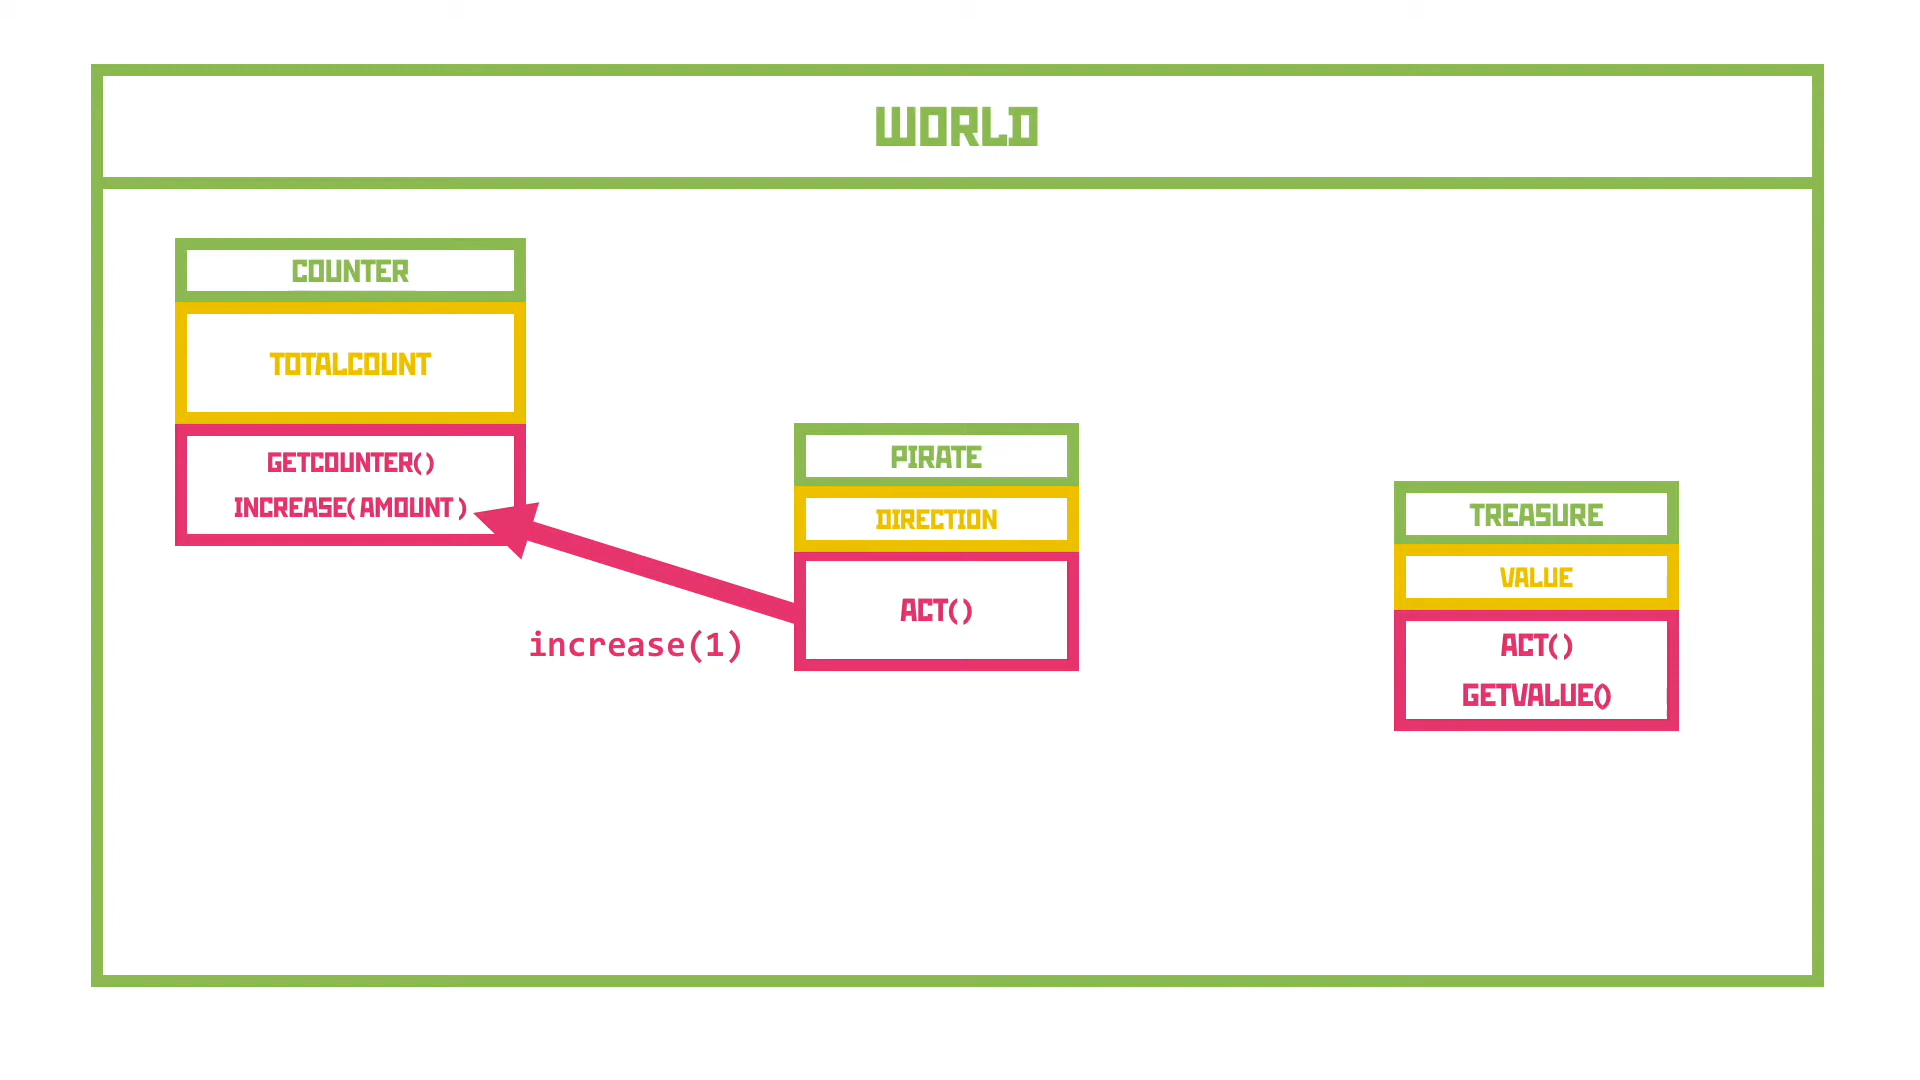 WORLD
COUNTER
TOTALCOUNT
GETCOUNTER()
INCREASE(AMOUNT)
increase(1)
PIRATE
DIRECTION
ACT()
TREASURE
VALUE
ACT()
GETVALUE()